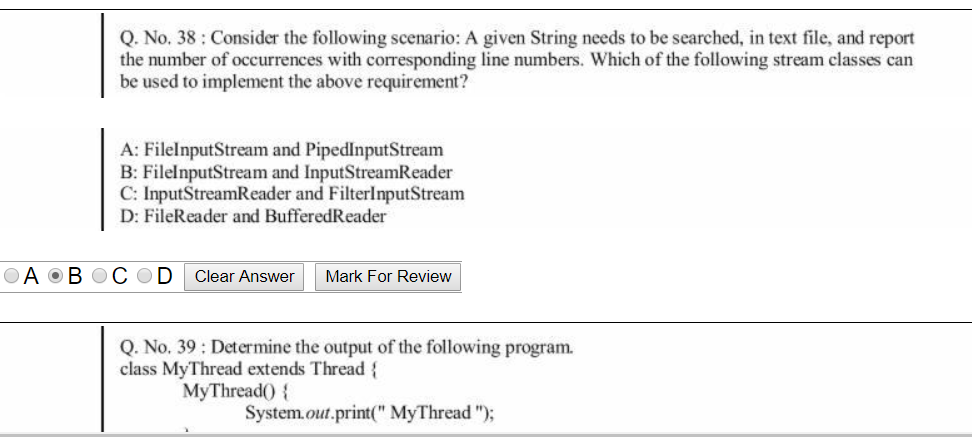 Q. No. 38 : Consider the following scenario: A given String needs to be searched, in text file, and report
the number of occurrences with corresponding line numbers. Which of the following stream classes can
be used to implement the above requirement?
A: FileInputStream and PipedInputStream
B: FileInputStream and InputStreamReader
C: InputStreamReader and FilterInputStream
D: FileReader and BufferedReader
A B C D Clear Answer Mark For Review
Q. No. 39 : Determine the output of the following program.
class MyThread extends Thread {
MyThread() {
System.out.print(" MyThread ");